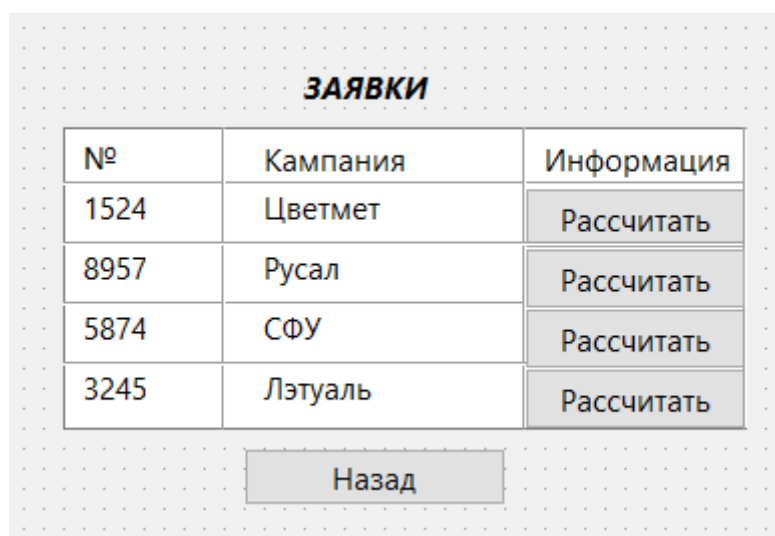 ЗАЯВКИ
№ Кампания Информация
1524 Цветмет Рассчитать
8957 Русал Рассчитать
5874 СФУ Рассчитать
3245 Лэтуаль Рассчитать
Назад